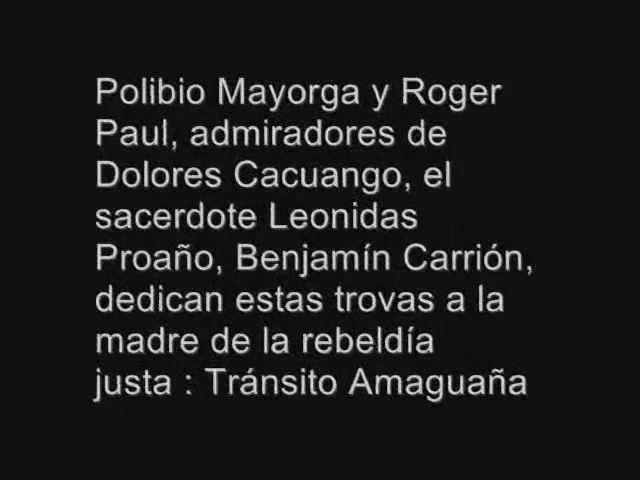 Polibio Mayorga y Roger
Paul, admiradores de
Dolores Cacuango, el
sacerdote Leonidas
Proaño, Benjamín Carrión,
dedican estas trovas a la
madre de la rebeldía
justa : Tránsito Amaguaña